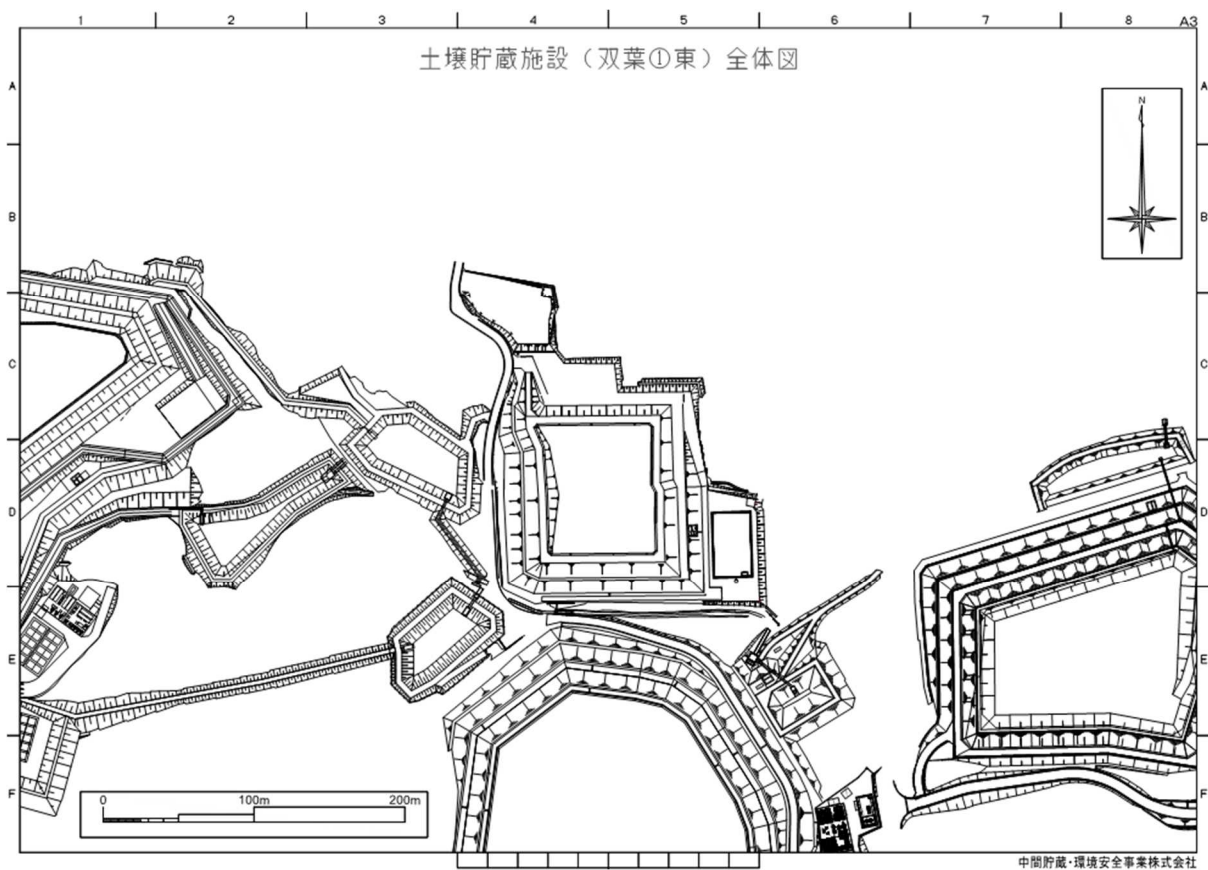 1 2 3 4 5 6 7 8 A3
土壌貯蔵施設（双葉①東）全体図
A A
N
B B
C C
D D
E E
F F
0 100m 200m
中間貯蔵・環境安全事業株式会社